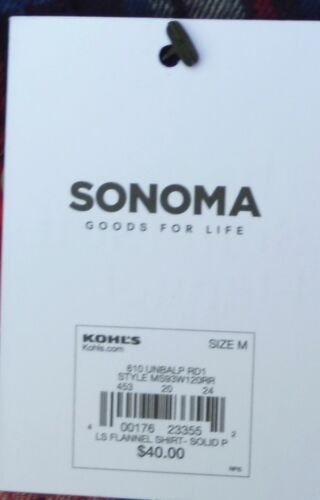 SONOMA
GOODS FOR LIFE
KOHL'S SIZE M
Kohls.com
610 UNBALP RD1
STYLE MS93W120RR
453 20 24
4 00176 23355 2
LS FLANNEL SHIRT- SOLID P
$40.00